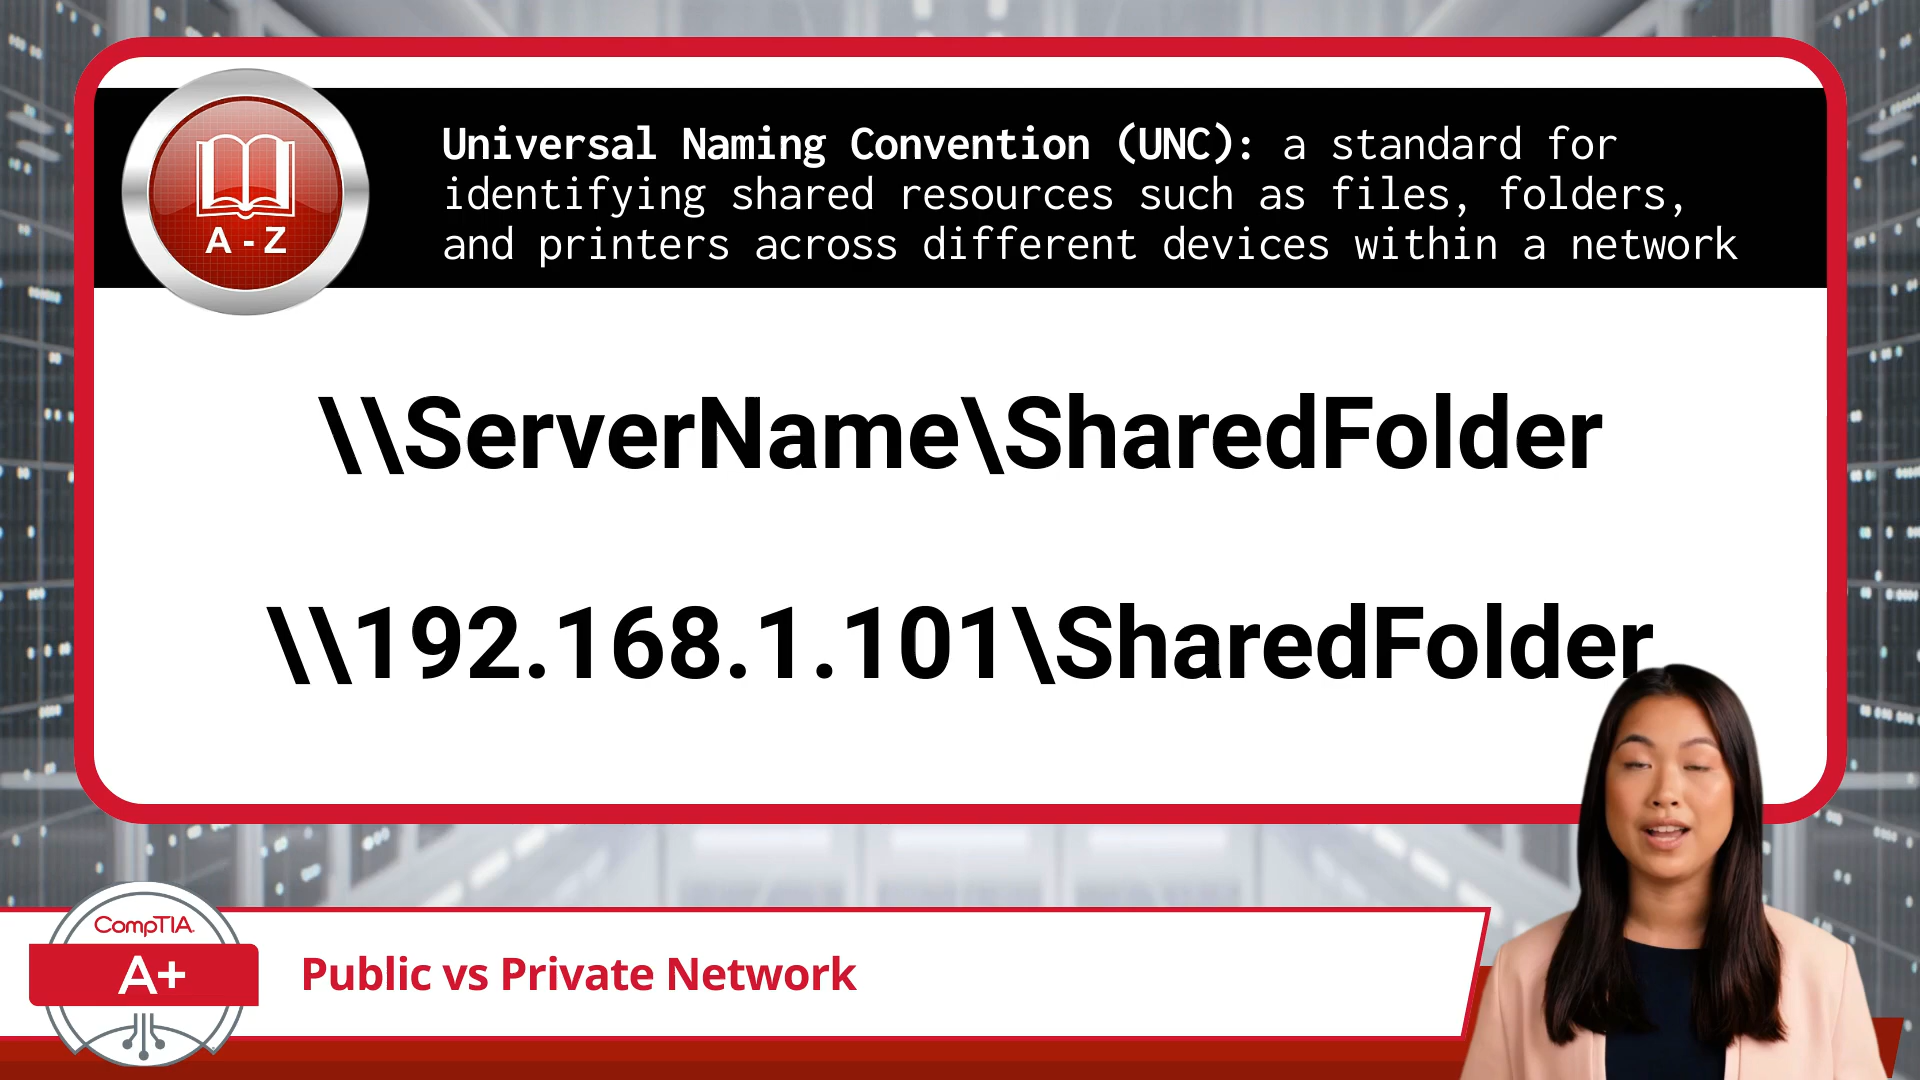 Universal Naming Convention (UNC): a standard for
identifying shared resources such as files, folders,
and printers across different devices within a network
A - Z
\\ServerName\SharedFolder
\\192.168.1.101\SharedFolder
CompTIA.
A+
Public vs Private Network